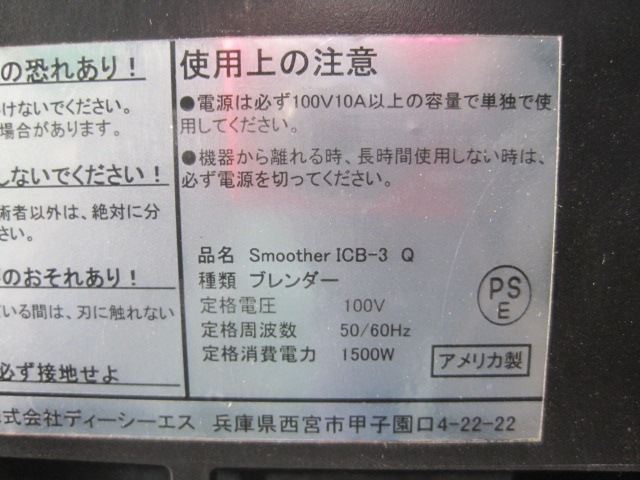 の恐れあり！
けないでください。
場合があります。
しないでください！
術者以外は、絶対に分
さい。
のおそれあり！
いる間は、刃に触れない
必ず接地せよ
使用上の注意
●電源は必ず100V10A以上の容量で単独で使
用してください。
●機器から離れる時、長時間使用しない時は、
必ず電源を切ってください。
品名 Smoother ICB-3 Q
種類 ブレンダー
定格電圧 100V
定格周波数 50/60Hz
定格消費電力 1500W
PS
E
アメリカ製
株式会社ディーシーエス 兵庫県西宮市甲子園口4-22-22